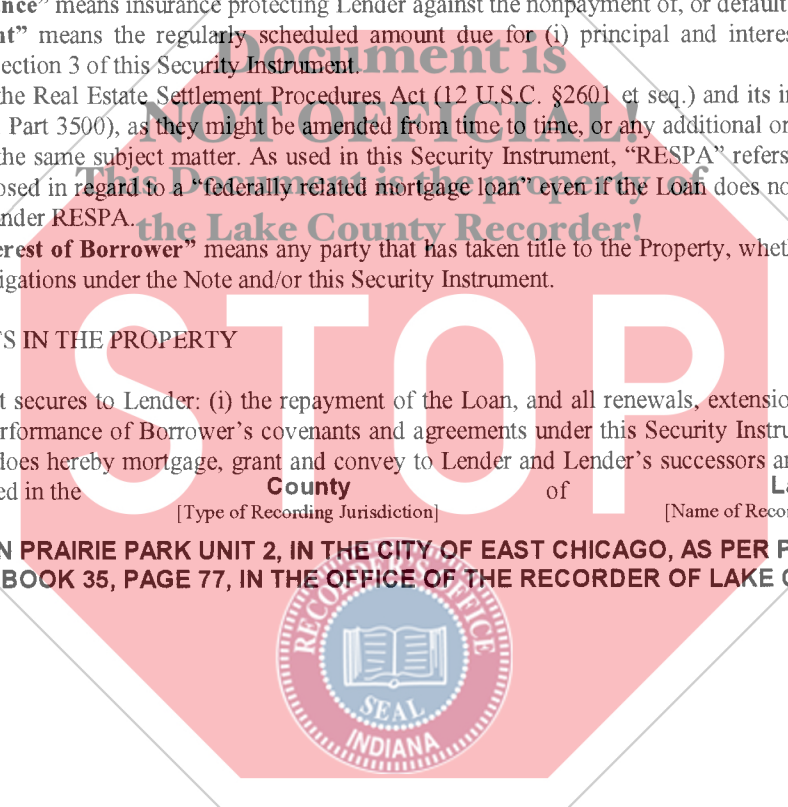 nce” means insurance protecting Lender against the nonpayment of, or default
nt” means the regularly scheduled amount due for (i) principal and interes
ection 3 of this Security Instrument.
the Real Estate Settlement Procedures Act (12 U.S.C. §2601 et seq.) and its i
Part 3500), as they might be amended from time to time, or any additional or
the same subject matter. As used in this Security Instrument, “RESPA” refers
osed in regard to a “federally related mortgage loan” even if the Loan does no
nder RESPA.
erest of Borrower” means any party that has taken title to the Property, wheth
igations under the Note and/or this Security Instrument.
Document is
NOT OFFICIAL!
This Document is the property of
the Lake County Recorder!
STOP
S IN THE PROPERTY
t secures to Lender: (i) the repayment of the Loan, and all renewals, extensio
erformance of Borrower’s covenants and agreements under this Security Instru
does hereby mortgage, grant and convey to Lender and Lender’s successors a
ed in the County of La
[Type of Recording Jurisdiction] [Name of Recor
N PRAIRIE PARK UNIT 2, IN THE CITY OF EAST CHICAGO, AS PER P
BOOK 35, PAGE 77, IN THE OFFICE OF THE RECORDER OF LAKE C
RECORDER'S OFFICE
SEAL
INDIANA